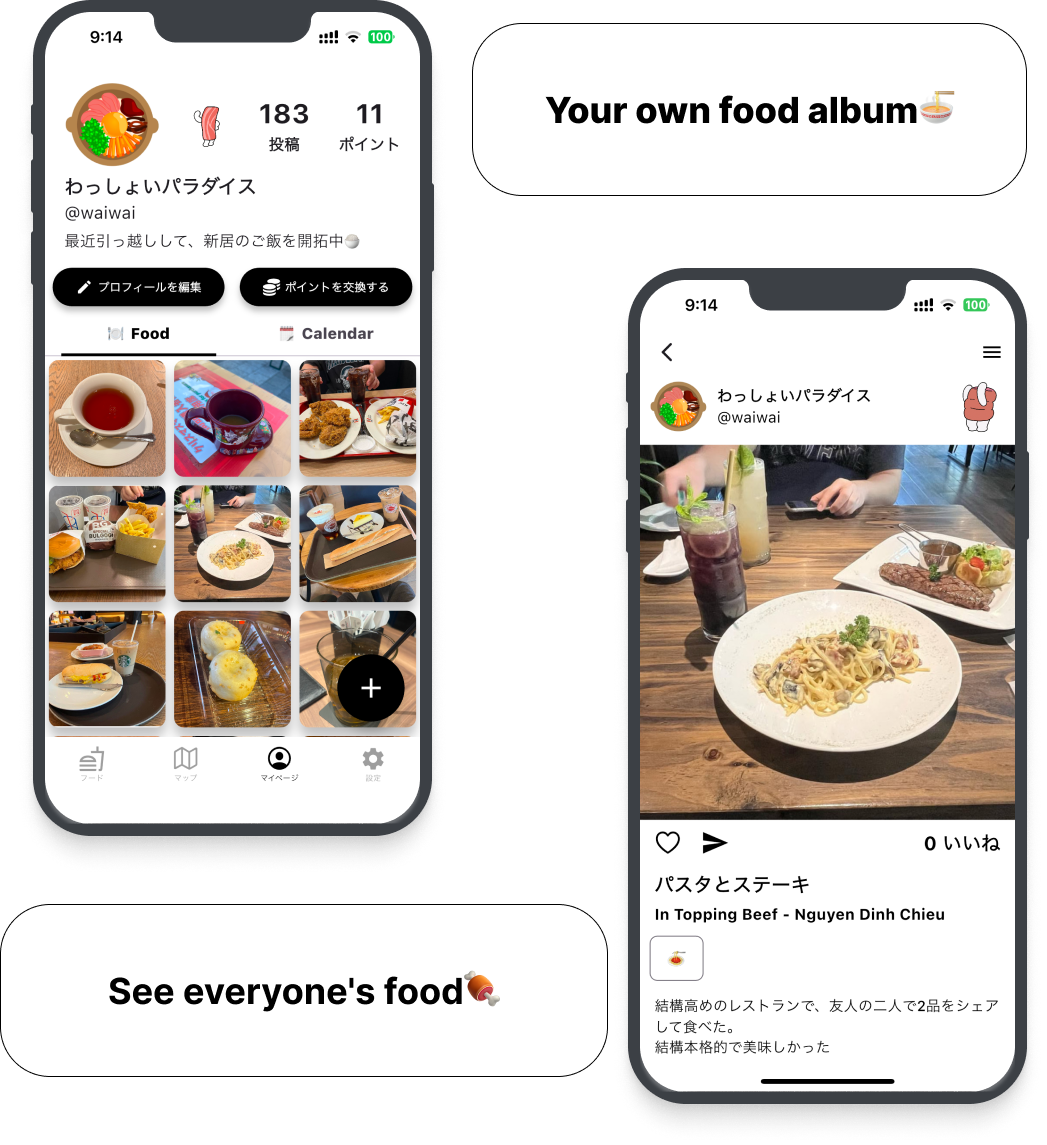 9:14
100
183
11
投稿
ポイント
わっしょいパラダイス
@waiwai
最近引っ越しして、新居のご飯を開拓中🍚
プロフィールを編集
ポイントを交換する
Food
Calendar
BULGOGI
フード
マップ
マイページ
設定
Your own food album🍜
9:14
100
わっしょいパラダイス
@waiwai
0 いいね
パスタとステーキ
In Topping Beef - Nguyen Dinh Chieu
結構高めのレストランで、友人の二人で2品をシェア
して食べた。
結構本格的で美味しかった
See everyone's food🍖